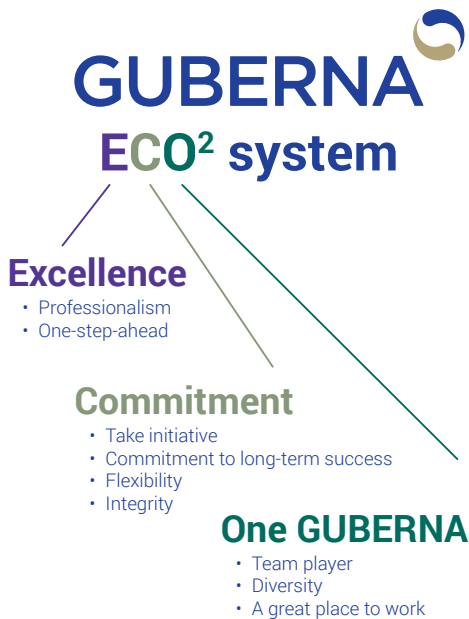 GUBERNA
ECO² system
Excellence
• Professionalism
• One-step-ahead
Commitment
• Take initiative
• Commitment to long-term success
• Flexibility
• Integrity
One GUBERNA
• Team player
• Diversity
• A great place to work